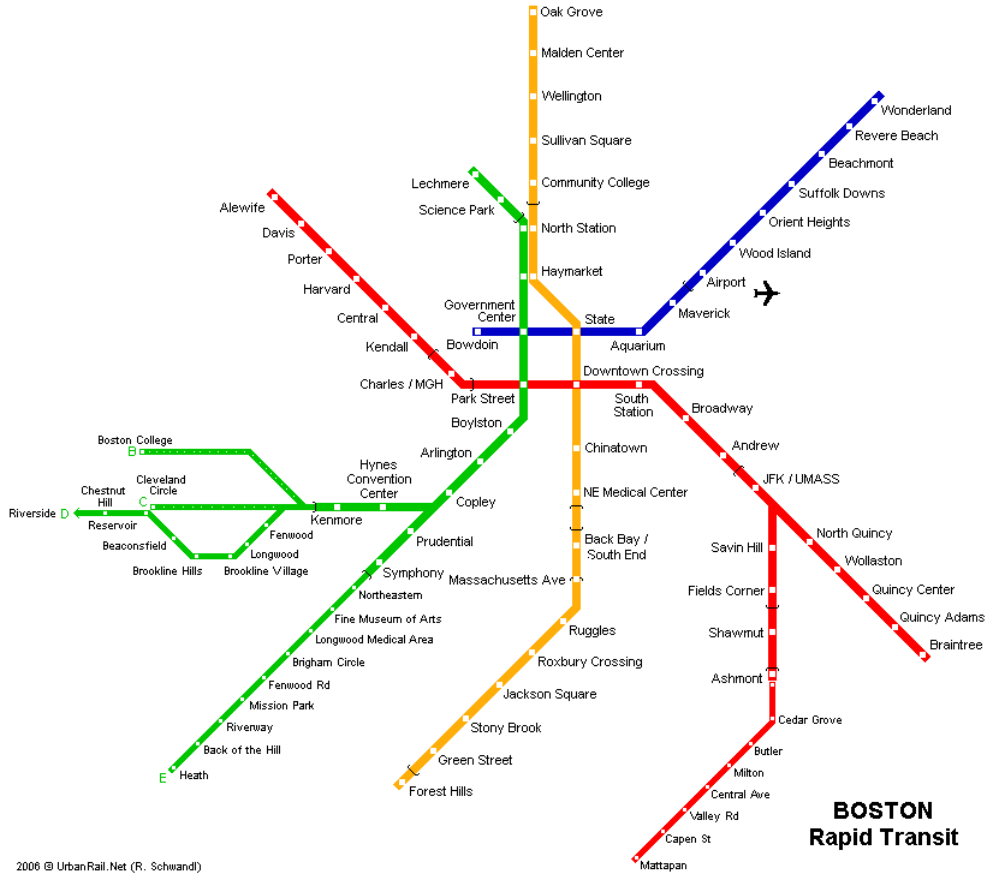 Oak Grove
Malden Center
Wellington
Sullivan Square
Community College
North Station
Haymarket
Lechmere
Science Park
Wonderland
Revere Beach
Beachmont
Suffolk Downs
Orient Heights
Wood Island
Airport
Maverick
Alewife
Davis
Porter
Harvard
Central
Kendall
Charles / MGH
Government
Center
Bowdoin
State
Aquarium
Park Street
Downtown Crossing
South
Station
Broadway
Andrew
JFK / UMASS
Boylston
Arlington
Copley
Hynes
Convention
Center
Kenmore
Boston College
B
Cleveland
Circle
C
Chestnut
Hill
Riverside D
Reservoir
Beaconsfield
Brookline Hills
Brookline Village
Longwood
Fenwood
Prudential
Symphony
Northeastern
Fine Museum of Arts
Longwood Medical Area
Brigham Circle
Fenwood Rd
Mission Park
Riverway
Back of the Hill
Heath
E
Chinatown
NE Medical Center
Back Bay /
South End
Massachusetts Ave
Ruggles
Roxbury Crossing
Jackson Square
Stony Brook
Green Street
Forest Hills
Savin Hill
Fields Corner
Shawmut
Ashmont
North Quincy
Wollaston
Quincy Center
Quincy Adams
Braintree
Cedar Grove
Butler
Milton
Central Ave
Valley Rd
Capen St
Mattapan
BOSTON
Rapid Transit
2006 © UrbanRail.Net (R. Schwandl)